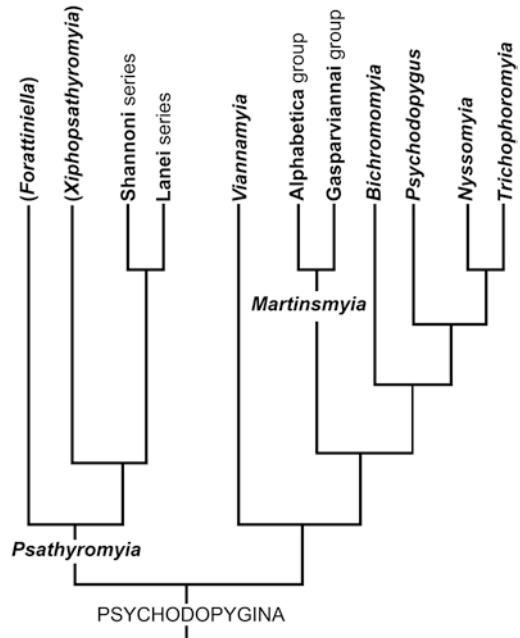 (Forattiniella)
(Xiphopsathyromyia)
Shannoni series
Lanei series
Viannamyia
Alphabetica group
Gasparviannai group
Bichromomyia
Psychodopygus
Nyssomyia
Trichophoromyia
Martinsmyia
Psathyromyia
PSYCHODOPYGINA